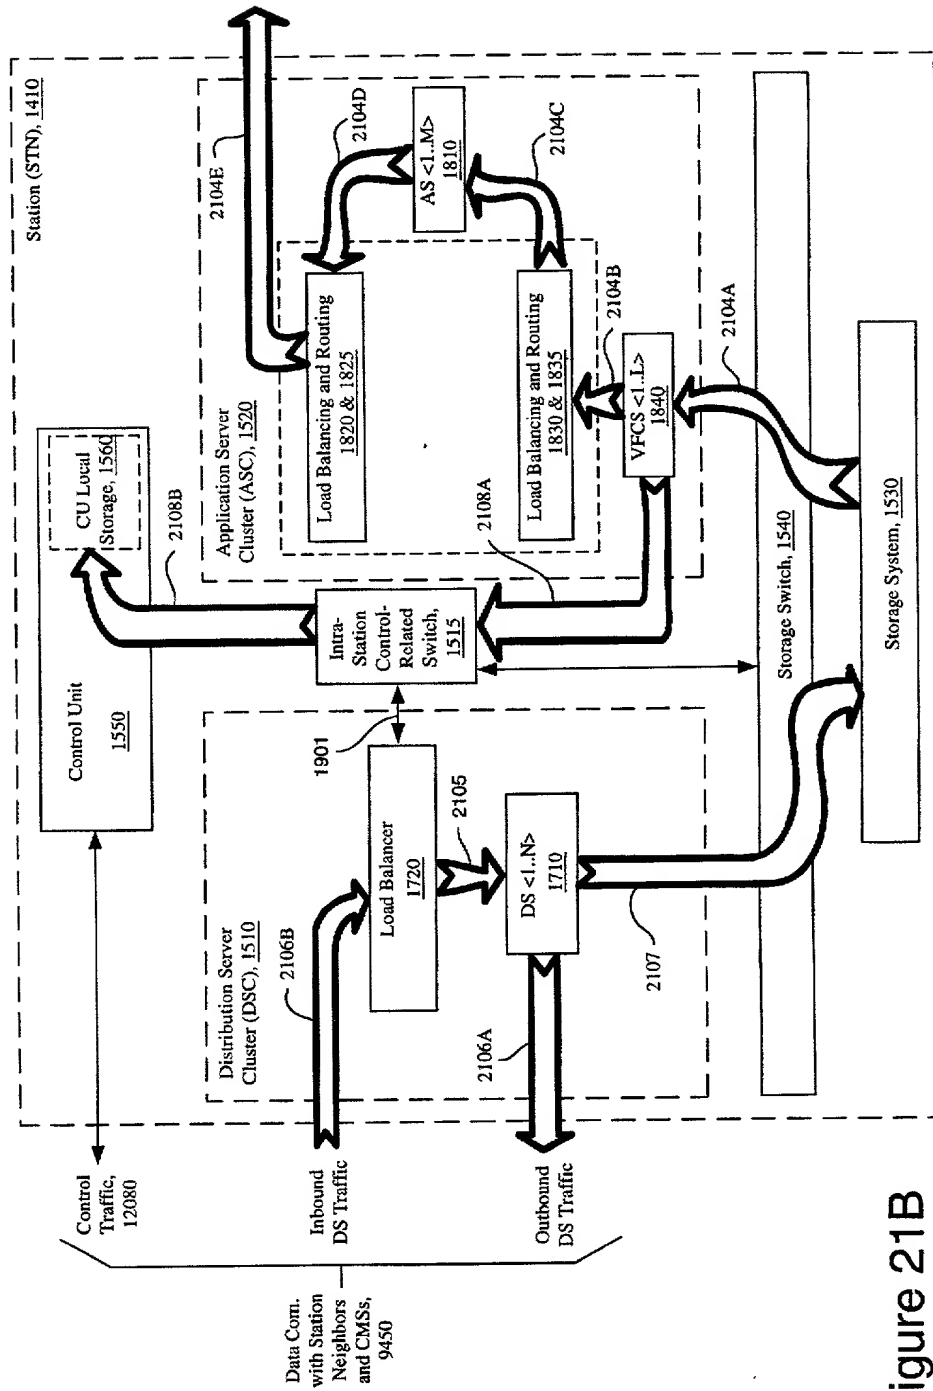 Station (STN), 1410
Control Unit
1550
CU Local
Storage, 1560
Control
Traffic,
12080
2108B
2104E
Application Server
Cluster (ASC), 1520
Load Balancing and Routing
1820 & 1825
2104D
AS <1..M>
1810
2104C
Load Balancing and Routing
1830 & 1835
2104B
VFCS <1..L>
1840
2104A
2108A
Intra-
Station
Control-
Related
Switch,
1515
1901
Distribution Server
Cluster (DSC), 1510
2106B
Load Balancer
1720
2105
DS <1..N>
1710
2106A
2107
Storage Switch, 1540
Storage System, 1530
Inbound
DS Traffic
Outbound
DS Traffic
Data Com.
with Station
Neighbors
and CMSs,
9450
igure 21B